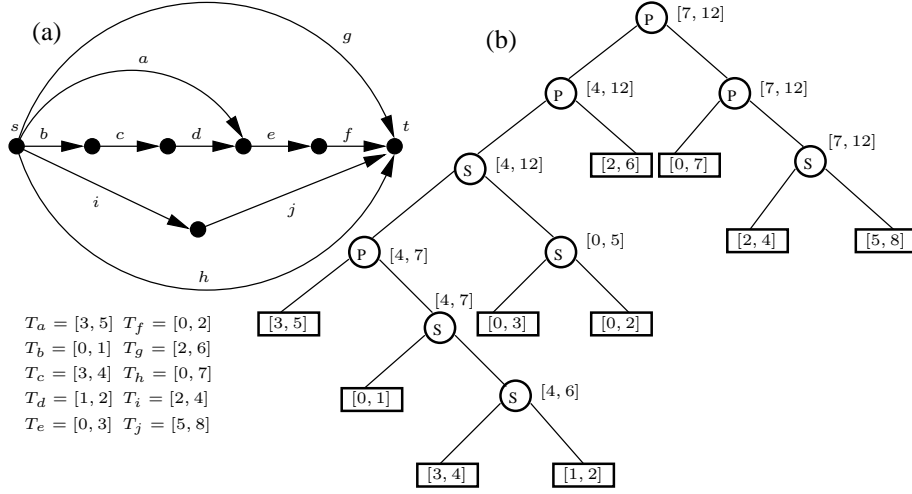 (a)
g
a
s b c d e f t
i
j
h
T_a = [3, 5] T_f = [0, 2]
T_b = [0, 1] T_g = [2, 6]
T_c = [3, 4] T_h = [0, 7]
T_d = [1, 2] T_i = [2, 4]
T_e = [0, 3] T_j = [5, 8]
(b)
P [7, 12]
P [4, 12]
P [7, 12]
S [4, 12]
[2, 6]
[0, 7]
S [7, 12]
P [4, 7]
S [0, 5]
[2, 4]
[5, 8]
[3, 5]
S [4, 7]
[0, 3]
[0, 2]
[0, 1]
S [4, 6]
[3, 4]
[1, 2]